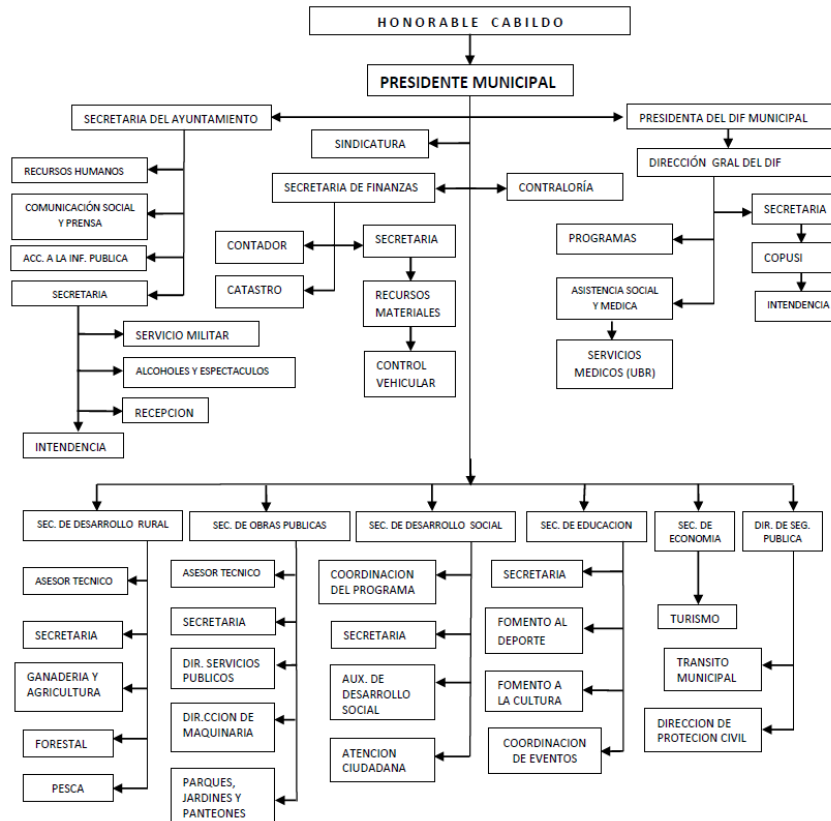 HONORABLE CABILDO
PRESIDENTE MUNICIPAL
SECRETARIA DEL AYUNTAMIENTO
PRESIDENTA DEL DIF MUNICIPAL
SINDICATURA
DIRECCIÓN GRAL DEL DIF
RECURSOS HUMANOS
SECRETARIA DE FINANZAS
CONTRALORÍA
COMUNICACIÓN SOCIAL
Y PRENSA
SECRETARIA
CONTADOR
SECRETARIA
PROGRAMAS
ACC. A LA INF. PUBLICA
COPUSI
CATASTRO
RECURSOS
MATERIALES
ASISTENCIA SOCIAL
Y MEDICA
INTENDENCIA
SECRETARIA
SERVICIO MILITAR
CONTROL
VEHICULAR
SERVICIOS
MEDICOS (UBR)
ALCOHOLES Y ESPECTACULOS
RECEPCION
INTENDENCIA
SEC. DE DESARROLLO RURAL
SEC. DE OBRAS PUBLICAS
SEC. DE DESARROLLO SOCIAL
SEC. DE EDUCACION
SEC. DE
ECONOMIA
DIR. DE SEG.
PUBLICA
ASESOR TECNICO
SECRETARIA
GANADERIA Y
AGRICULTURA
FORESTAL
PESCA
ASESOR TECNICO
SECRETARIA
DIR. SERVICIOS
PUBLICOS
DIR.CCION DE
MAQUINARIA
PARQUES,
JARDINES Y
PANTEONES
COORDINACION
DEL PROGRAMA
SECRETARIA
AUX. DE
DESARROLLO
SOCIAL
ATENCION
CIUDADANA
SECRETARIA
FOMENTO AL
DEPORTE
FOMENTO A
LA CULTURA
COORDINACION
DE EVENTOS
TURISMO
TRANSITO
MUNICIPAL
DIRECCION DE
PROTECION CIVIL